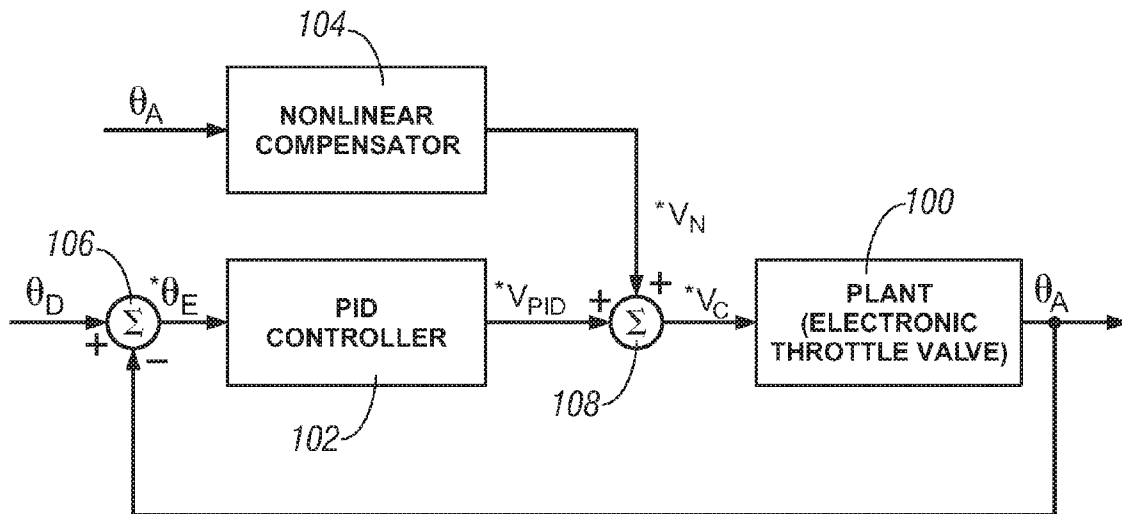 104
θA
NONLINEAR
COMPENSATOR
*VN
100
106
θD
+
−
Σ
*θE
PID
CONTROLLER
102
*VPID
+
+
Σ
108
*VC
PLANT
(ELECTRONIC
THROTTLE VALVE)
θA